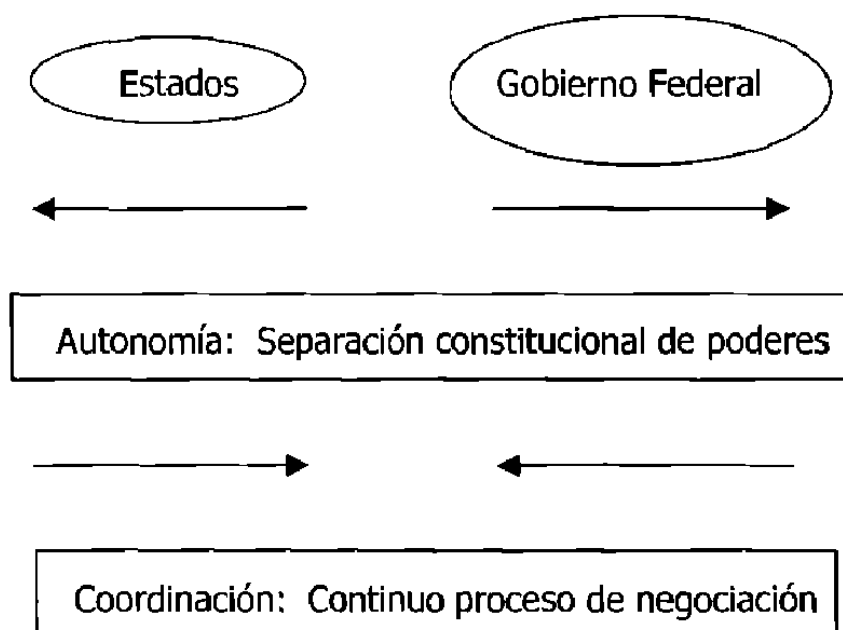 Estados
Gobierno Federal
Autonomía: Separación constitucional de poderes
Coordinación: Continuo proceso de negociación